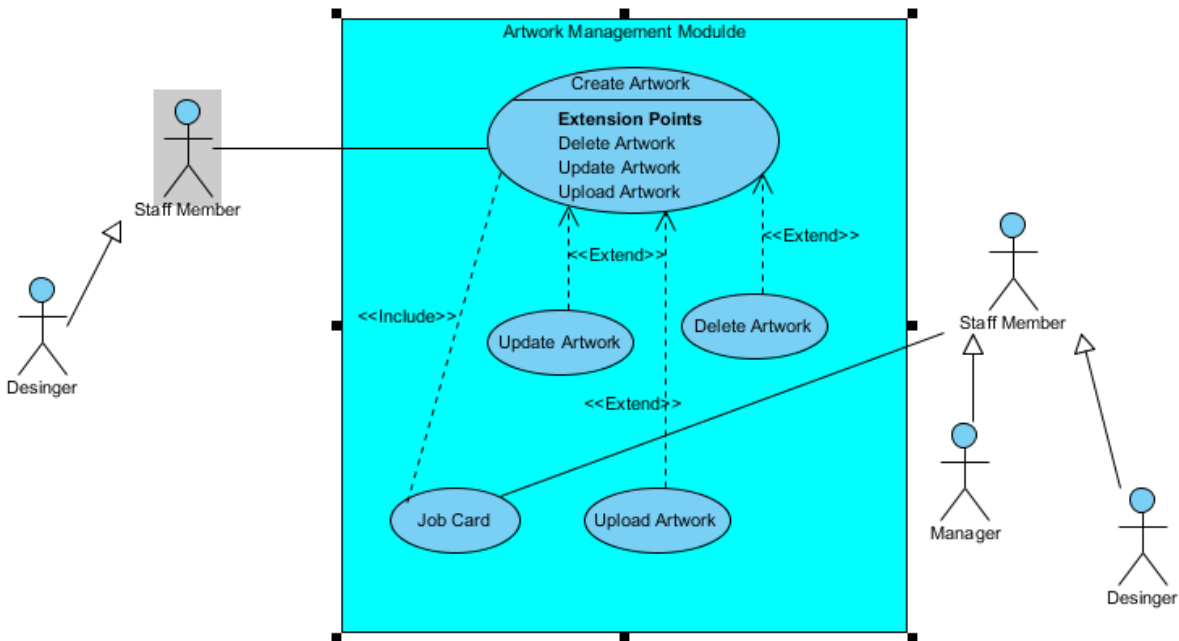 Artwork Management Modulde
Create Artwork
Extension Points
Delete Artwork
Update Artwork
Upload Artwork
Staff Member
<<Extend>>
<<Extend>>
Desinger
<<Include>>
Update Artwork
Delete Artwork
Staff Member
<<Extend>>
Job Card
Upload Artwork
Manager
Desinger